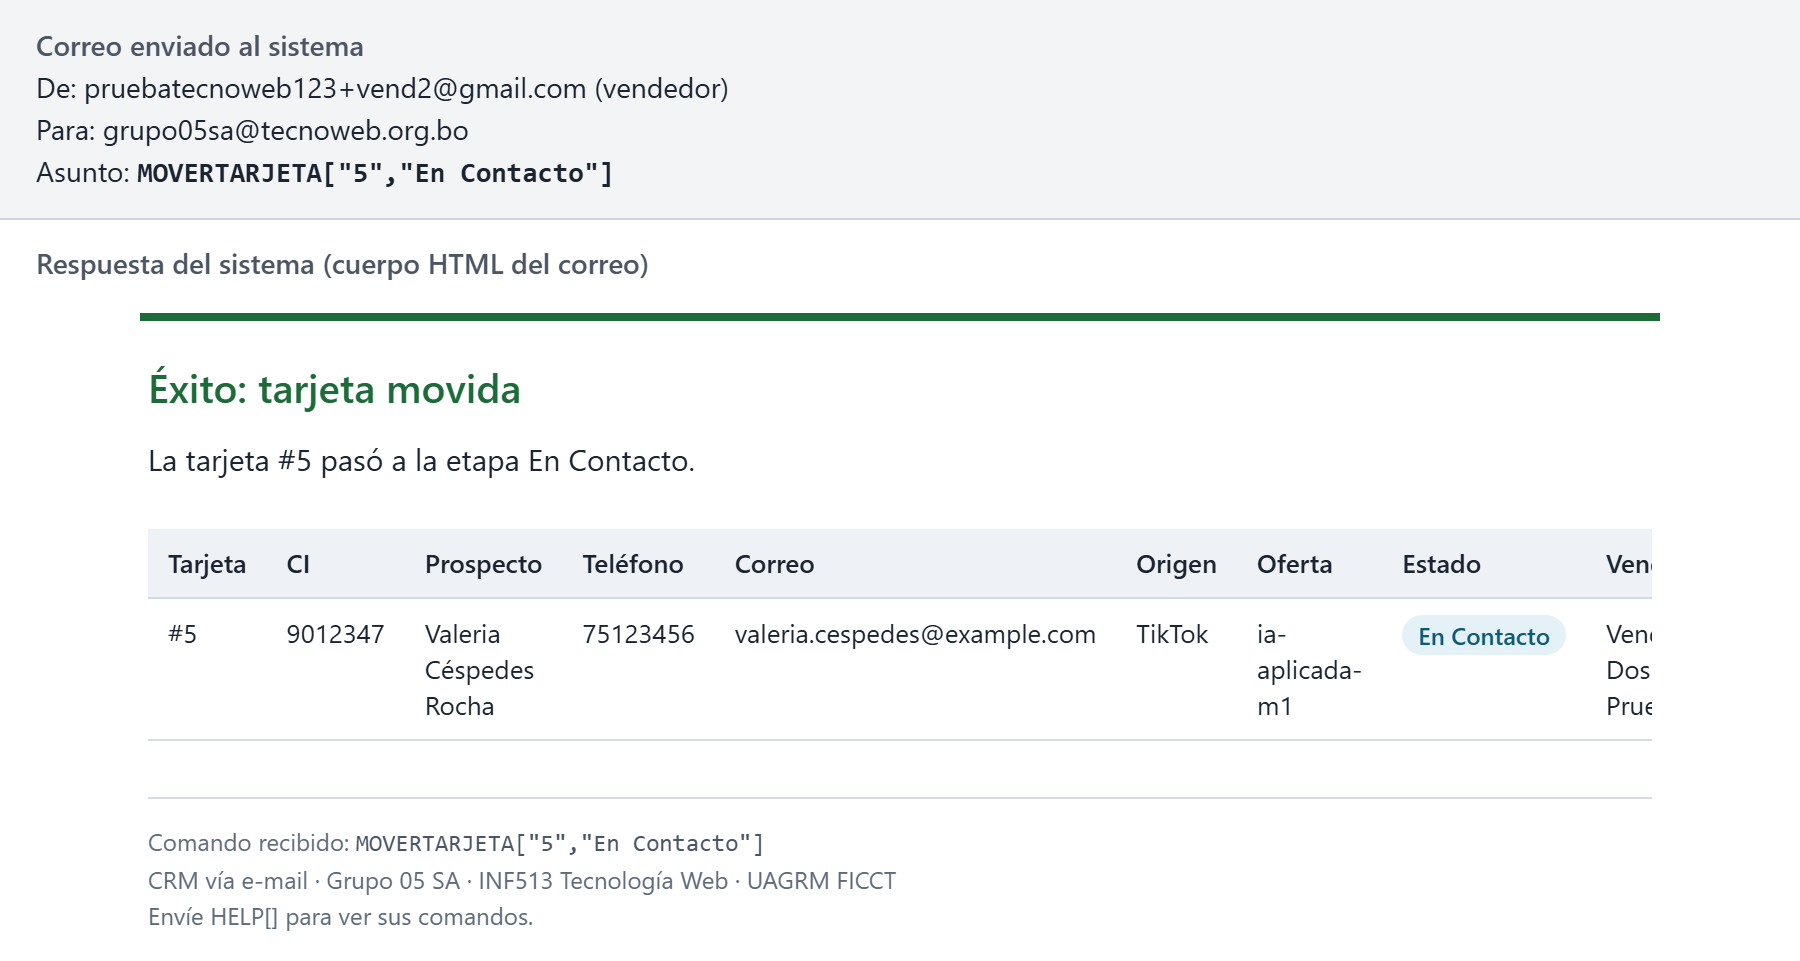 Correo enviado al sistema
De: pruebatecnoweb123+vend2@gmail.com (vendedor)
Para: grupo05sa@tecnoweb.org.bo
Asunto: MOVERTARJETA["5","En Contacto"]
Respuesta del sistema (cuerpo HTML del correo)
Éxito: tarjeta movida
La tarjeta #5 pasó a la etapa En Contacto.
Tarjeta CI Prospecto Teléfono Correo Origen Oferta Estado
#5 9012347 Valeria 75123456 valeria.cespedes@example.com TikTok ia- En Contacto
Céspedes aplicada- Dos
Rocha m1
Comando recibido: MOVERTARJETA["5","En Contacto"]
CRM vía e-mail · Grupo 05 SA · INF513 Tecnología Web · UAGRM FICCT
Envíe HELP[] para ver sus comandos.